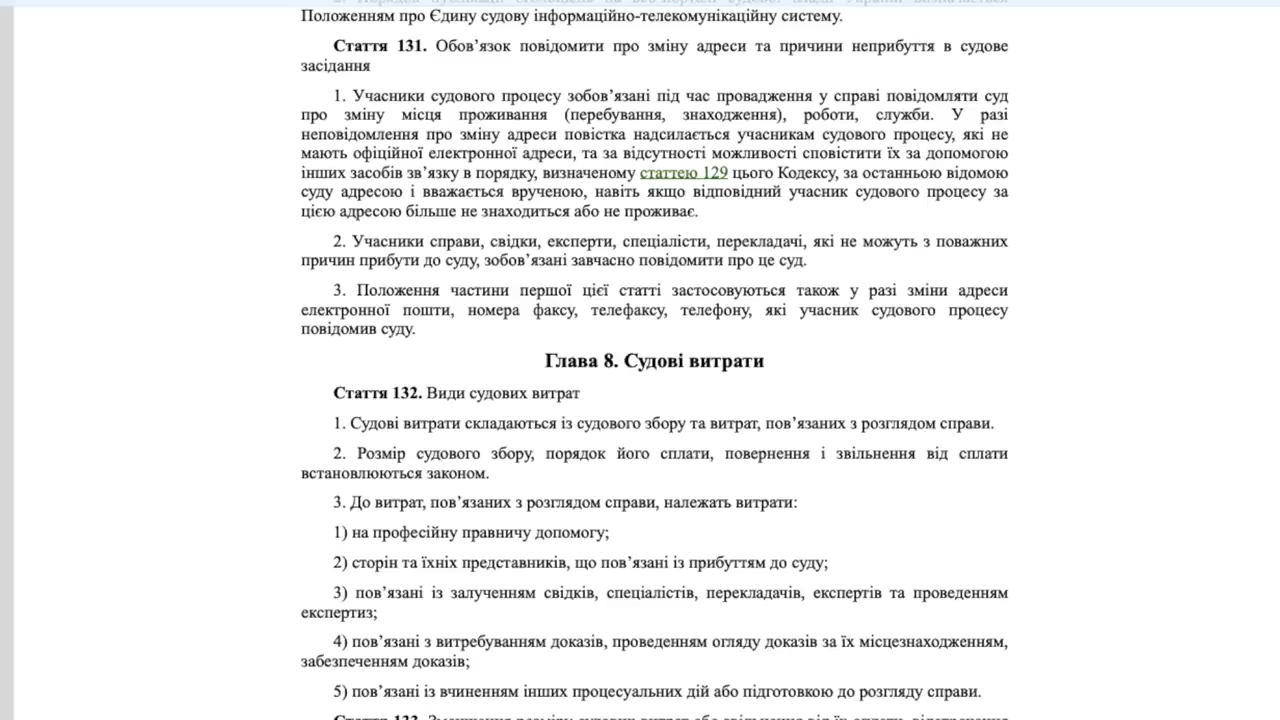 Положенням про Єдину судову інформаційно-телекомунікаційну систему.
Стаття 131. Обов’язок повідомити про зміну адреси та причини неприбуття в судове
засідання
1. Учасники судового процесу зобов’язані під час провадження у справі повідомляти суд
про зміну місця проживання (перебування, знаходження), роботи, служби. У разі
неповідомлення про зміну адреси повістка надсилається учасникам судового процесу, які не
мають офіційної електронної адреси, та за відсутності можливості сповістити їх за допомогою
інших засобів зв’язку в порядку, визначеному статтею 129 цього Кодексу, за останньою відомою
суду адресою і вважається врученою, навіть якщо відповідний учасник судового процесу за
цією адресою більше не знаходиться або не проживає.
2. Учасники справи, свідки, експерти, спеціалісти, перекладачі, які не можуть з поважних
причин прибути до суду, зобов’язані завчасно повідомити про це суд.
3. Положення частини першої цієї статті застосовуються також у разі зміни адреси
електронної пошти, номера факсу, телефаксу, телефону, які учасник судового процесу
повідомив суду.
Глава 8. Судові витрати
Стаття 132. Види судових витрат
1. Судові витрати складаються із судового збору та витрат, пов’язаних з розглядом справи.
2. Розмір судового збору, порядок його сплати, повернення і звільнення від сплати
встановлюються законом.
3. До витрат, пов’язаних з розглядом справи, належать витрати:
1) на професійну правничу допомогу;
2) сторін та їхніх представників, що пов’язані із прибуттям до суду;
3) пов’язані із залученням свідків, спеціалістів, перекладачів, експертів та проведенням
експертиз;
4) пов’язані з витребуванням доказів, проведенням огляду доказів за їх місцезнаходженням,
забезпеченням доказів;
5) пов’язані із вчиненням інших процесуальних дій або підготовкою до розгляду справи.